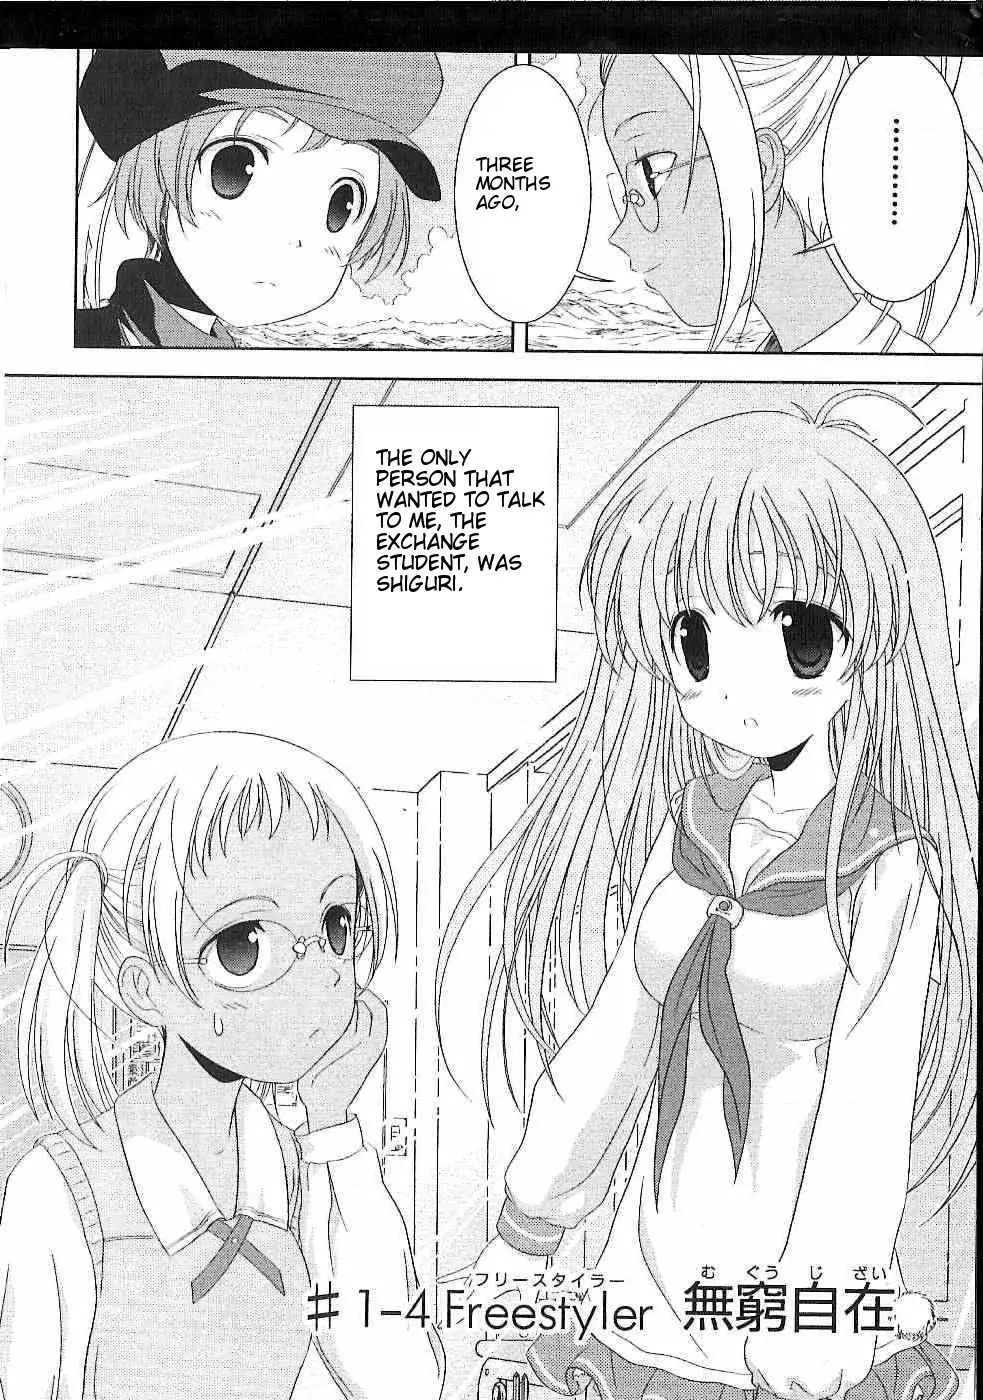 ………
THREE
MONTHS
AGO,
THE ONLY
PERSON THAT
WANTED TO TALK
TO ME, THE
EXCHANGE
STUDENT, WAS
SHIGURI.
フリースタイラー
むぐうじざい
#1-4 Freestyler 無窮自在